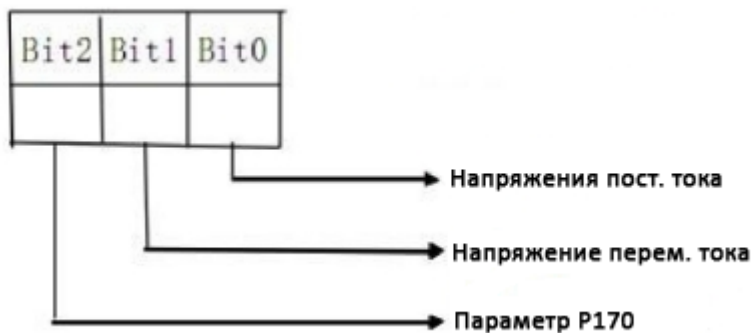 Bit2 Bit1 Bit0
Напряжения пост. тока
Напряжение перем. тока
Параметр P170